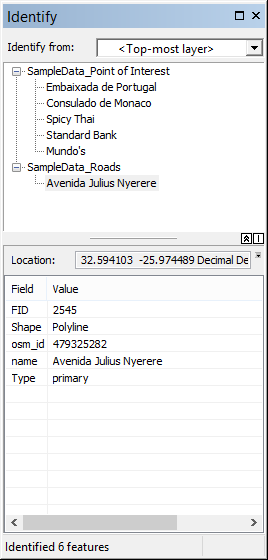 Identify
Identify from: <Top-most layer>
SampleData_Point of Interest
Embaixada de Portugal
Consulado de Monaco
Spicy Thai
Standard Bank
Mundo's
SampleData_Roads
Avenida Julius Nyerere
Location: 32.594103 -25.974489 Decimal De
Field Value
FID 2545
Shape Polyline
osm_id 479325282
name Avenida Julius Nyerere
Type primary
Identified 6 features